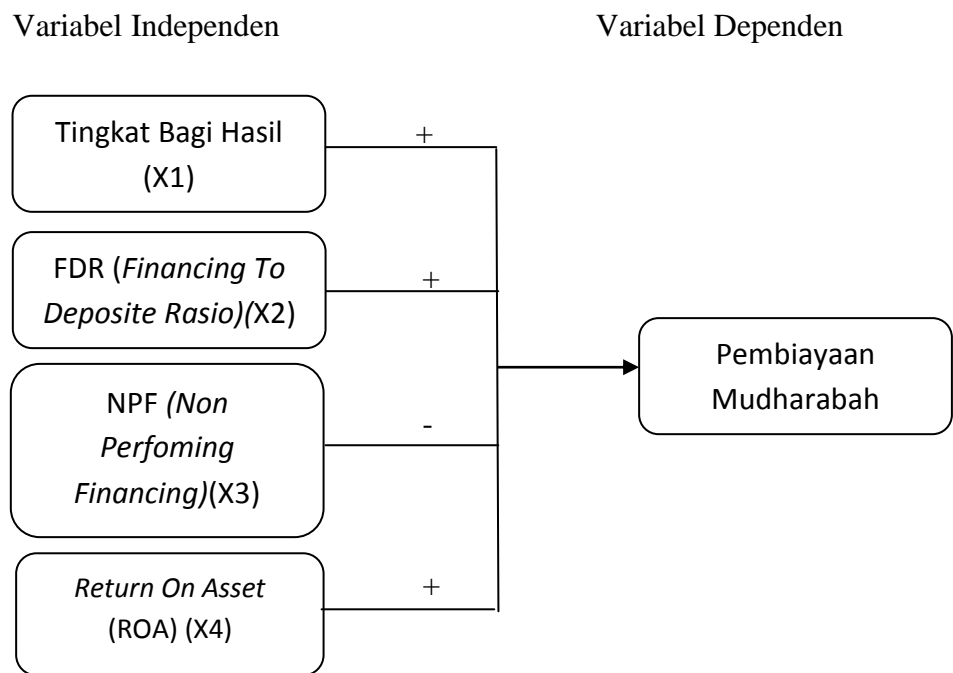 Variabel Independen
Variabel Dependen
Tingkat Bagi Hasil
(X1)
+
FDR (Financing To
Deposite Rasio)(X2)
+
NPF (Non
Perfoming
Financing)(X3)
-
Return On Asset
(ROA) (X4)
+
Pembiayaan
Mudharabah